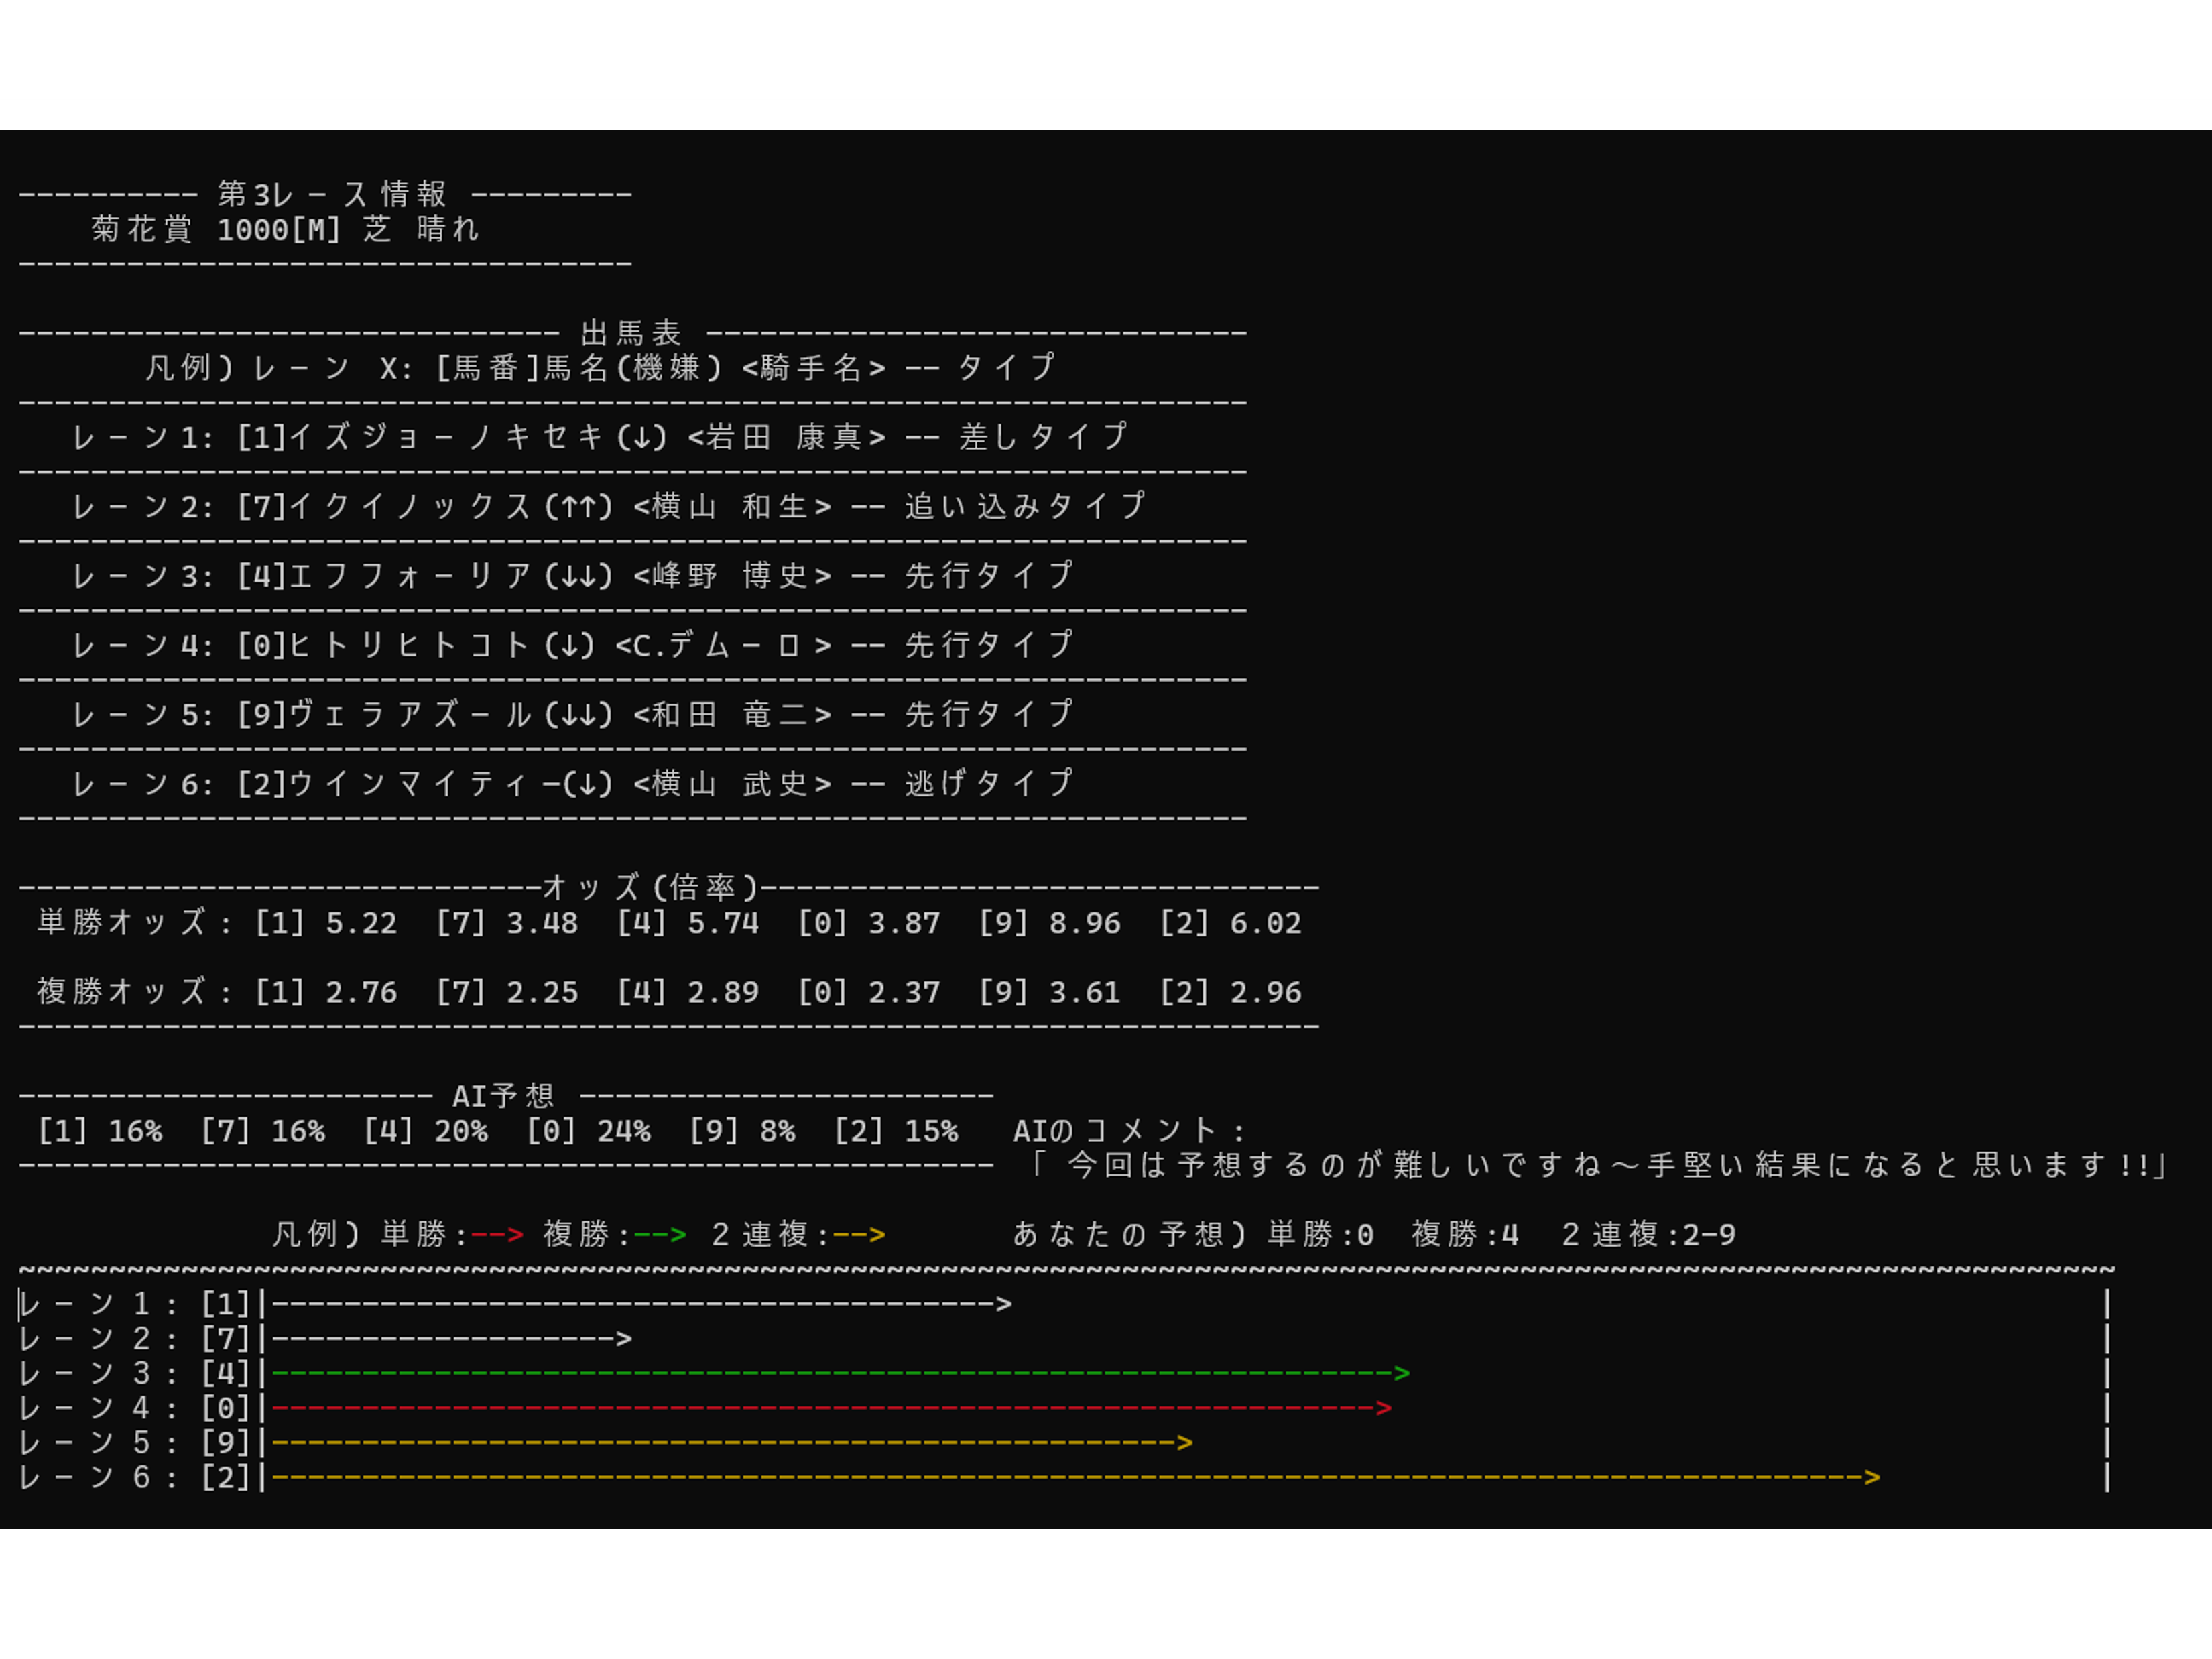 ---------- 第3レース情報 ---------
菊花賞 1000[M] 芝 晴れ
----------------------------------
------------------------------ 出馬表 ------------------------------
凡例) レーン X: [馬番]馬名(機嫌) <騎手名> -- タイプ
--------------------------------------------------------------------
レーン1: [1]イズジョーノキセキ(↓) <岩田 康真> -- 差しタイプ
--------------------------------------------------------------------
レーン2: [7]イクイノックス(↑↑) <横山 和生> -- 追い込みタイプ
--------------------------------------------------------------------
レーン3: [4]エフフォーリア(↓↓) <峰野 博史> -- 先行タイプ
--------------------------------------------------------------------
レーン4: [0]ヒトリヒトコト(↓) <C.デムーロ> -- 先行タイプ
--------------------------------------------------------------------
レーン5: [9]ヴェラアズール(↓↓) <和田 竜二> -- 先行タイプ
--------------------------------------------------------------------
レーン6: [2]ウインマイティー(↓) <横山 武史> -- 逃げタイプ
--------------------------------------------------------------------
-----------------------------オッズ(倍率)-------------------------------
単勝オッズ: [1] 5.22 [7] 3.48 [4] 5.74 [0] 3.87 [9] 8.96 [2] 6.02
複勝オッズ: [1] 2.76 [7] 2.25 [4] 2.89 [0] 2.37 [9] 3.61 [2] 2.96
------------------------------------------------------------------------
----------------------- AI予想 -----------------------
[1] 16% [7] 16% [4] 20% [0] 24% [9] 8% [2] 15% AIのコメント:
------------------------------------------------------ 「今回は予想するのが難しいですね～手堅い結果になると思います!!」
凡例) 単勝:--> 複勝:--> 2連複:--> あなたの予想) 単勝:0 複勝:4 2連複:2-9
~~~~~~~~~~~~~~~~~~~~~~~~~~~~~~~~~~~~~~~~~~~~~~~~~~~~~~~~~~~~~~~~~~~~~~~~~~~~~~~~~~~~~~~~~~~~~~~~~~~~~~~~~~~~~~~~~~~~
レーン1: [1]|----------------------------------------> |
レーン2: [7]|-------------------> |
レーン3: [4]|--------------------------------------------------------------> |
レーン4: [0]|-------------------------------------------------------------> |
レーン5: [9]|--------------------------------------------------> |
レーン6: [2]|----------------------------------------------------------------------------------------> |